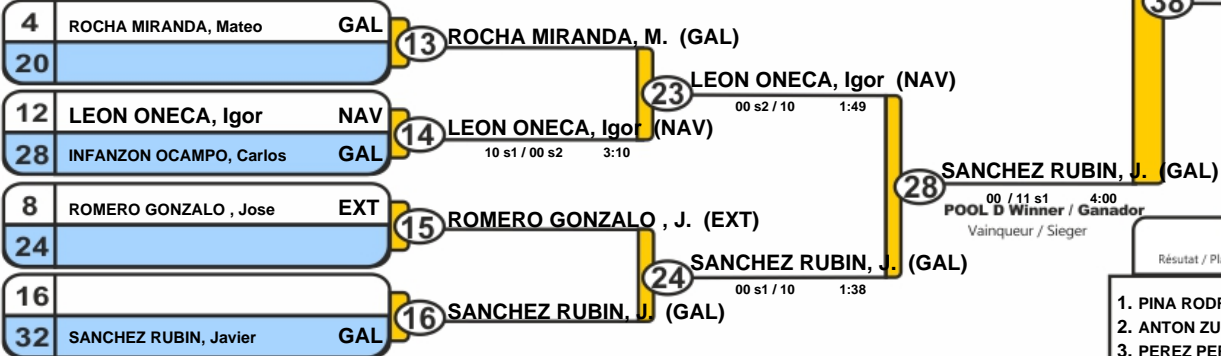 38
4 ROCHA MIRANDA, Mateo GAL
20
13 ROCHA MIRANDA, M. (GAL)
12 LEON ONECA, Igor NAV
28 INFANZON OCAMPO, Carlos GAL
14 LEON ONECA, Igor (NAV)
10 s1 / 00 s2 3:10
23 LEON ONECA, Igor (NAV)
00 s2 / 10 1:49
8 ROMERO GONZALO , Jose EXT
24
15 ROMERO GONZALO , J. (EXT)
16
32 SANCHEZ RUBIN, Javier GAL
16 SANCHEZ RUBIN, J. (GAL)
24 SANCHEZ RUBIN, J. (GAL)
00 s1 / 10 1:38
28 SANCHEZ RUBIN, J. (GAL)
00 / 11 s1 4:00
POOL D Winner / Ganador
Vainqueur / Sieger
Résutat /
1. PINA
2. ANTON
3. PEREZ